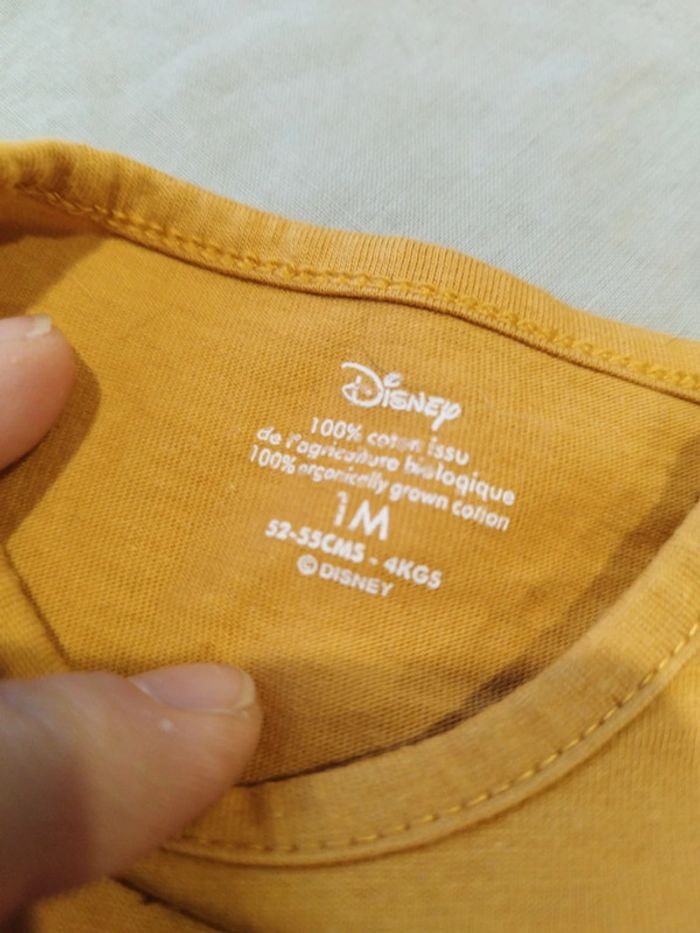 Disney
100% coton issu
de l'agriculture biologique
100% organically grown cotton
1M
52-55CMS - 4KGS
© DISNEY